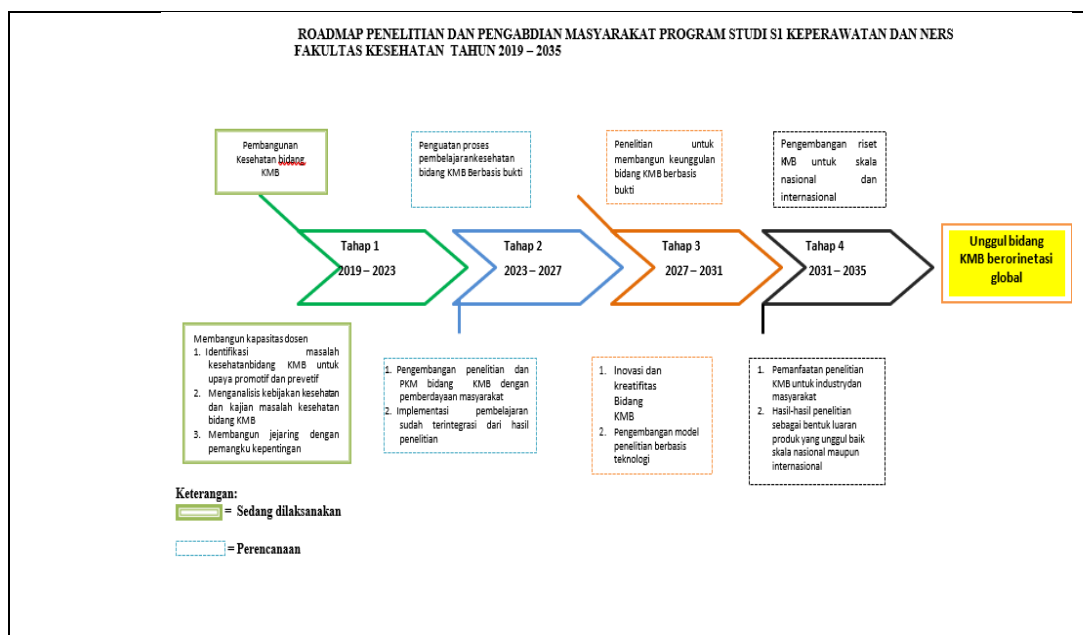 ROADMAP PENELITIAN DAN PENGABDIAN MASYARAKAT PROGRAM STUDI S1 KEPERAWATAN DAN NERS
FAKULTAS KESEHATAN TAHUN 2019 – 2035
Pembangunan
Kesehatan bidang
KMB
Penguatan proses
pembelajarankesehatan
bidang KMB Berbasis bukti
Penelitian untuk
membangun keunggulan
bidang KMB berbasis
bukti
Pengembangan riset
KMB untuk skala
nasional dan
internasional
Tahap 1
2019 – 2023
Tahap 2
2023 – 2027
Tahap 3
2027 – 2031
Tahap 4
2031 – 2035
Unggul bidang
KMB berorinetasi
global
Membangun kapasitas dosen
1. Identifikasi masalah
kesehatanbidang KMB untuk
upaya promotif dan prevetif
2. Menganalisis kebijakan kesehatan
dan kajian masalah kesehatan
bidang KMB
3. Membangun jejaring dengan
pemangku kepentingan
1. Pengembangan penelitian dan
PKM bidang KMB dengan
pemberdayaan masyarakat
2. Implementasi pembelajaran
sudah terintegrasi dari hasil
penelitian
1. Inovasi dan
kreatifitas
Bidang
KMB
2. Pengembangan model
penelitian berbasis
teknologi
1. Pemanfaatan penelitian
KMB untuk industrydan
masyarakat
2. Hasil-hasil penelitian
sebagai bentuk luaran
produk yang unggul baik
skala nasional maupun
internasional
Keterangan:
= Sedang dilaksanakan
= Perencanaan